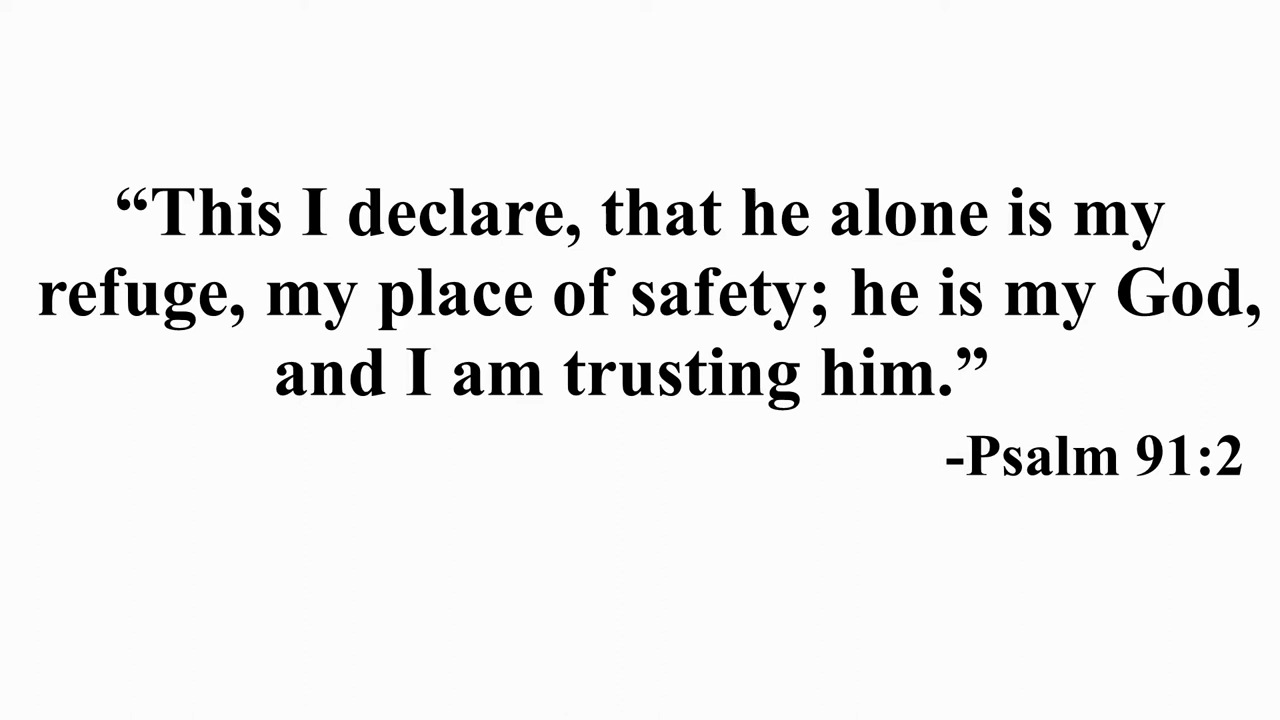 “This I declare, that he alone is my
refuge, my place of safety; he is my God,
and I am trusting him.”
-Psalm 91:2